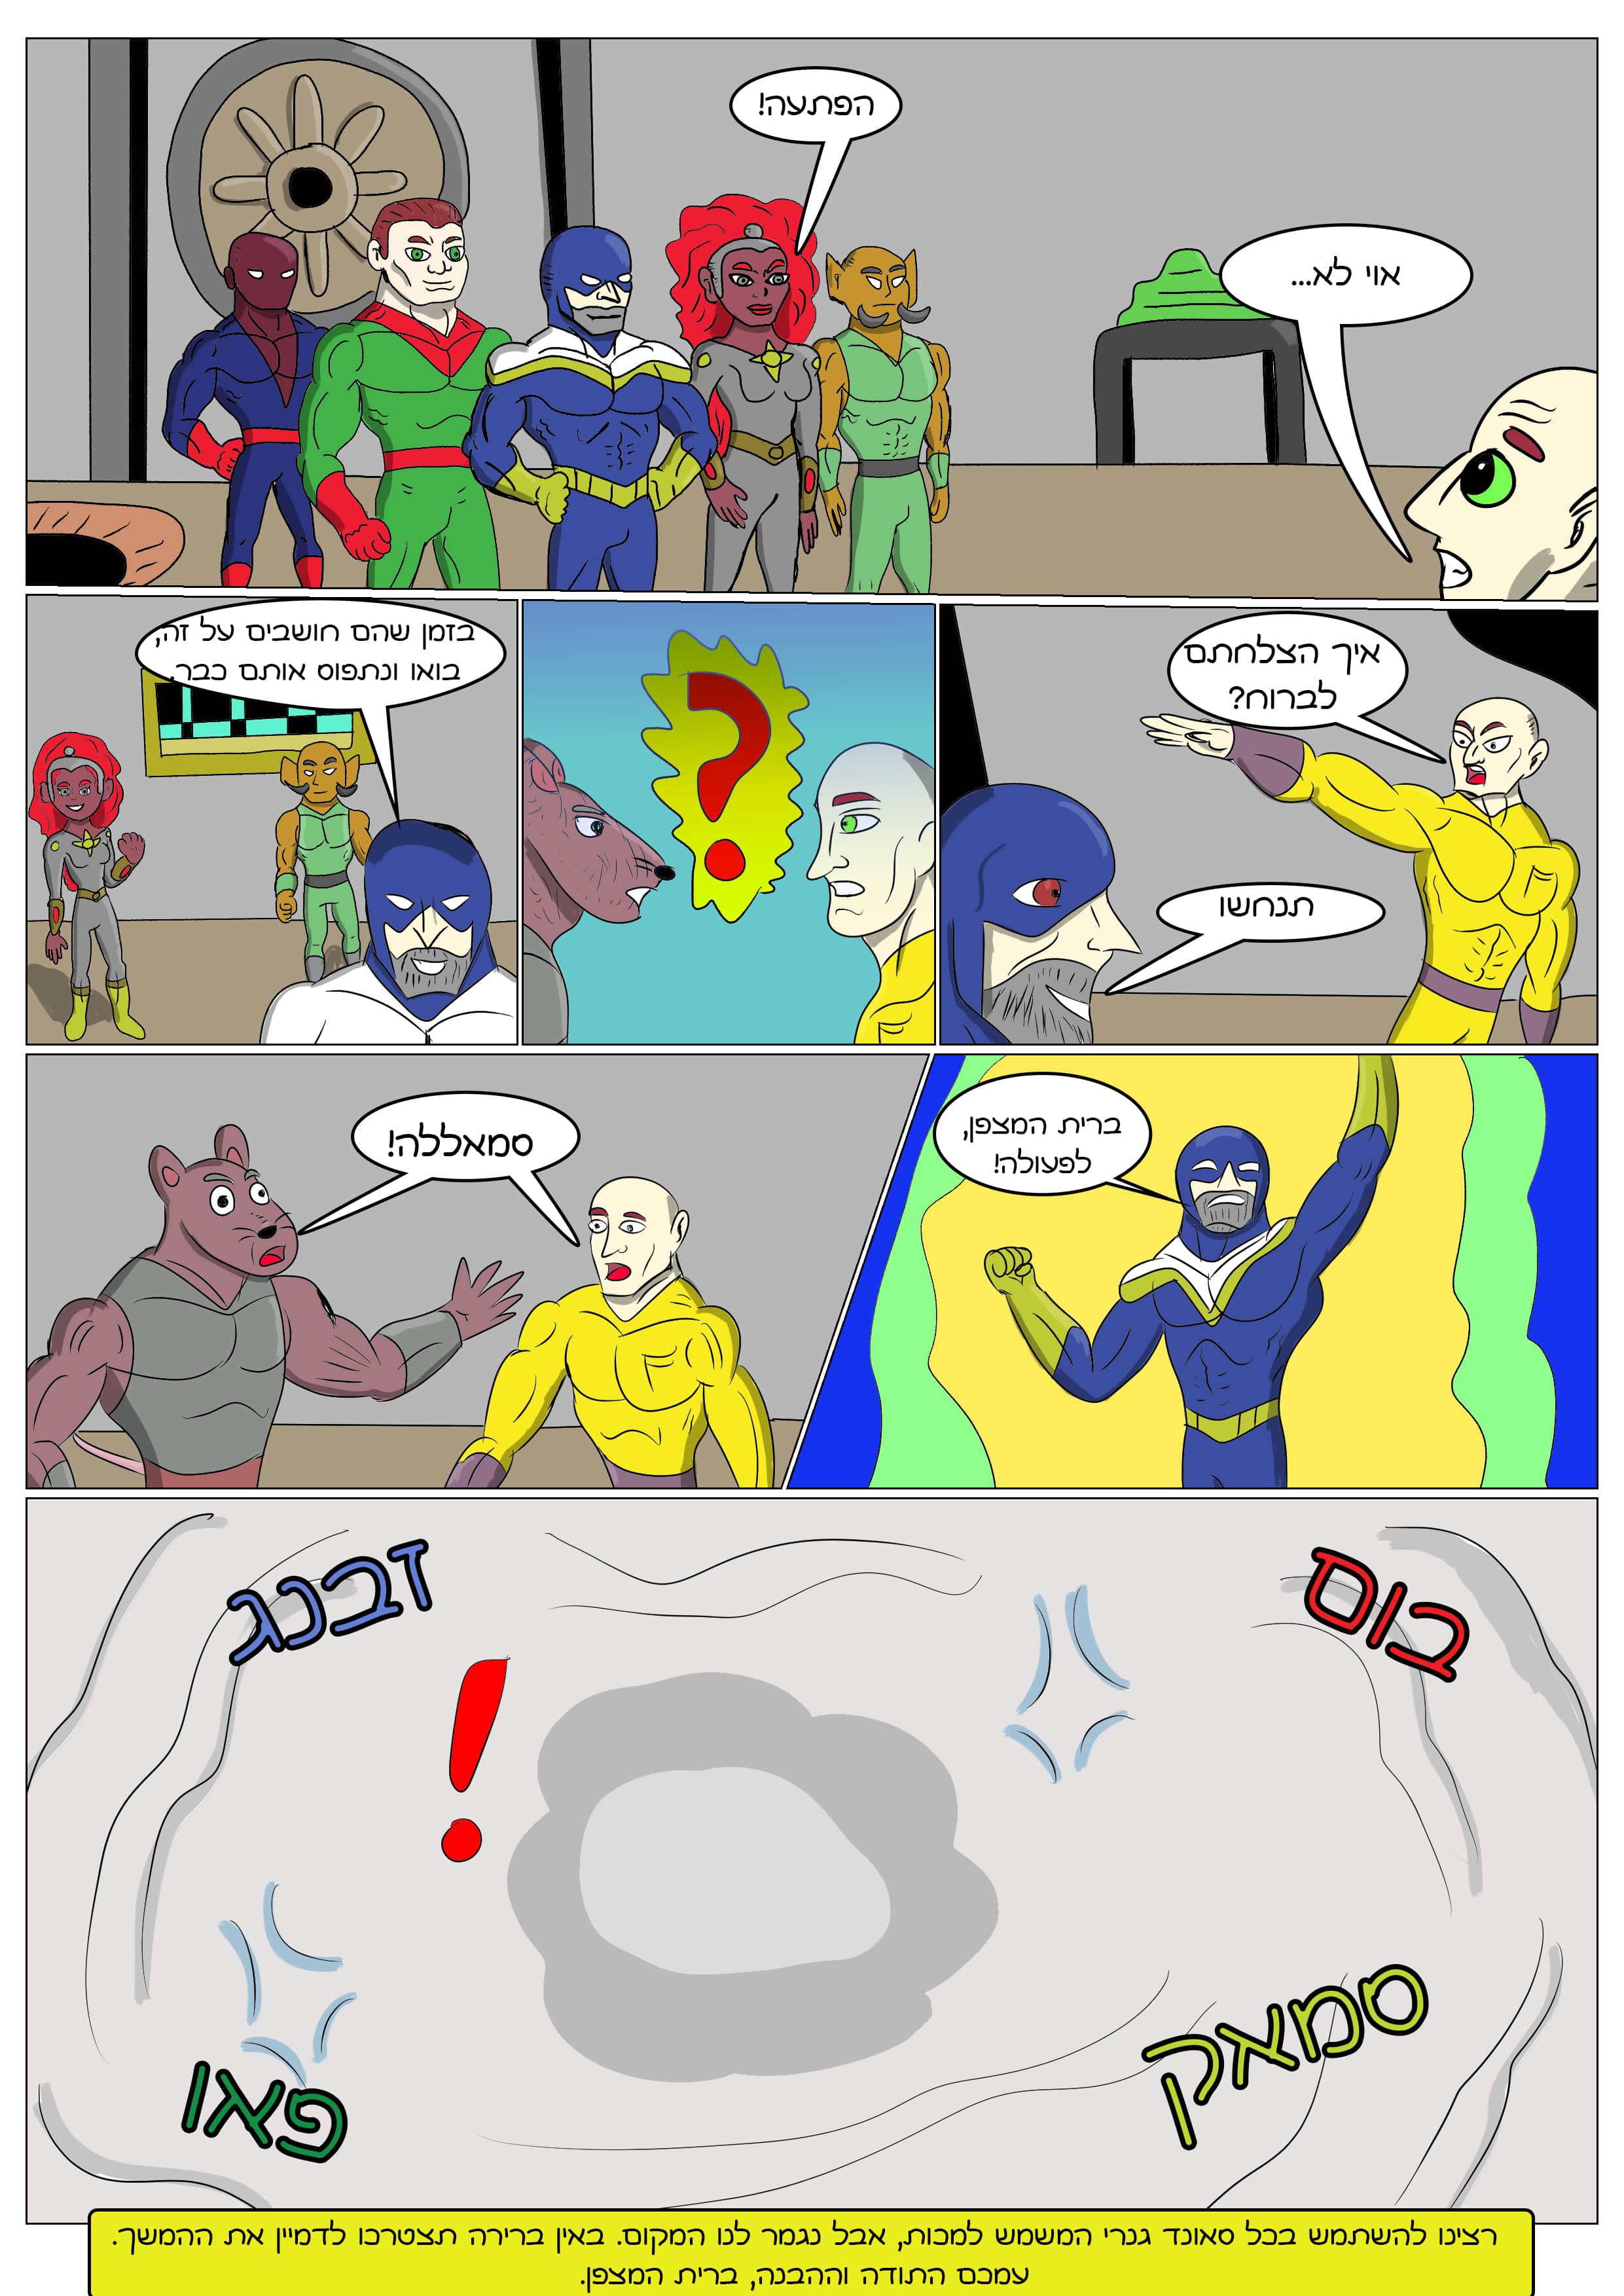 הפתעה!
אוי לא...
איך הצלחתם
לברוח?
תנחשו
?
בזמן שהם חושבים על זה,
בואו ונתפוס אותם כבר.
ברית המצפן,
לפעולה!
סמאללה!
בום
זבנג
!
סמאק
פאו
רצינו להשתמש בכל סאונד גנרי המשמש למכות, אבל נגמר לנו המקום. באין ברירה תצטרכו לדמיין את ההמשך.
עמכם התודה וההבנה, ברית המצפן.